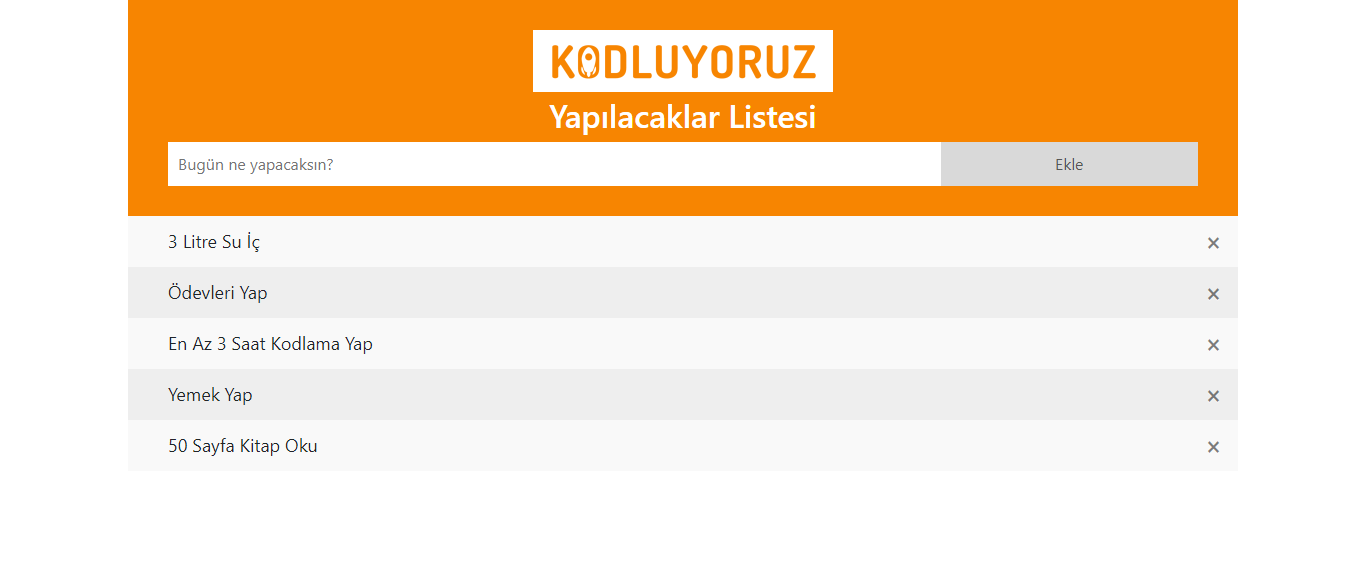 KODLUYORUZ
Yapılacaklar Listesi
Bugün ne yapacaksın?
Ekle
3 Litre Su İç
×
Ödevleri Yap
×
En Az 3 Saat Kodlama Yap
×
Yemek Yap
×
50 Sayfa Kitap Oku
×